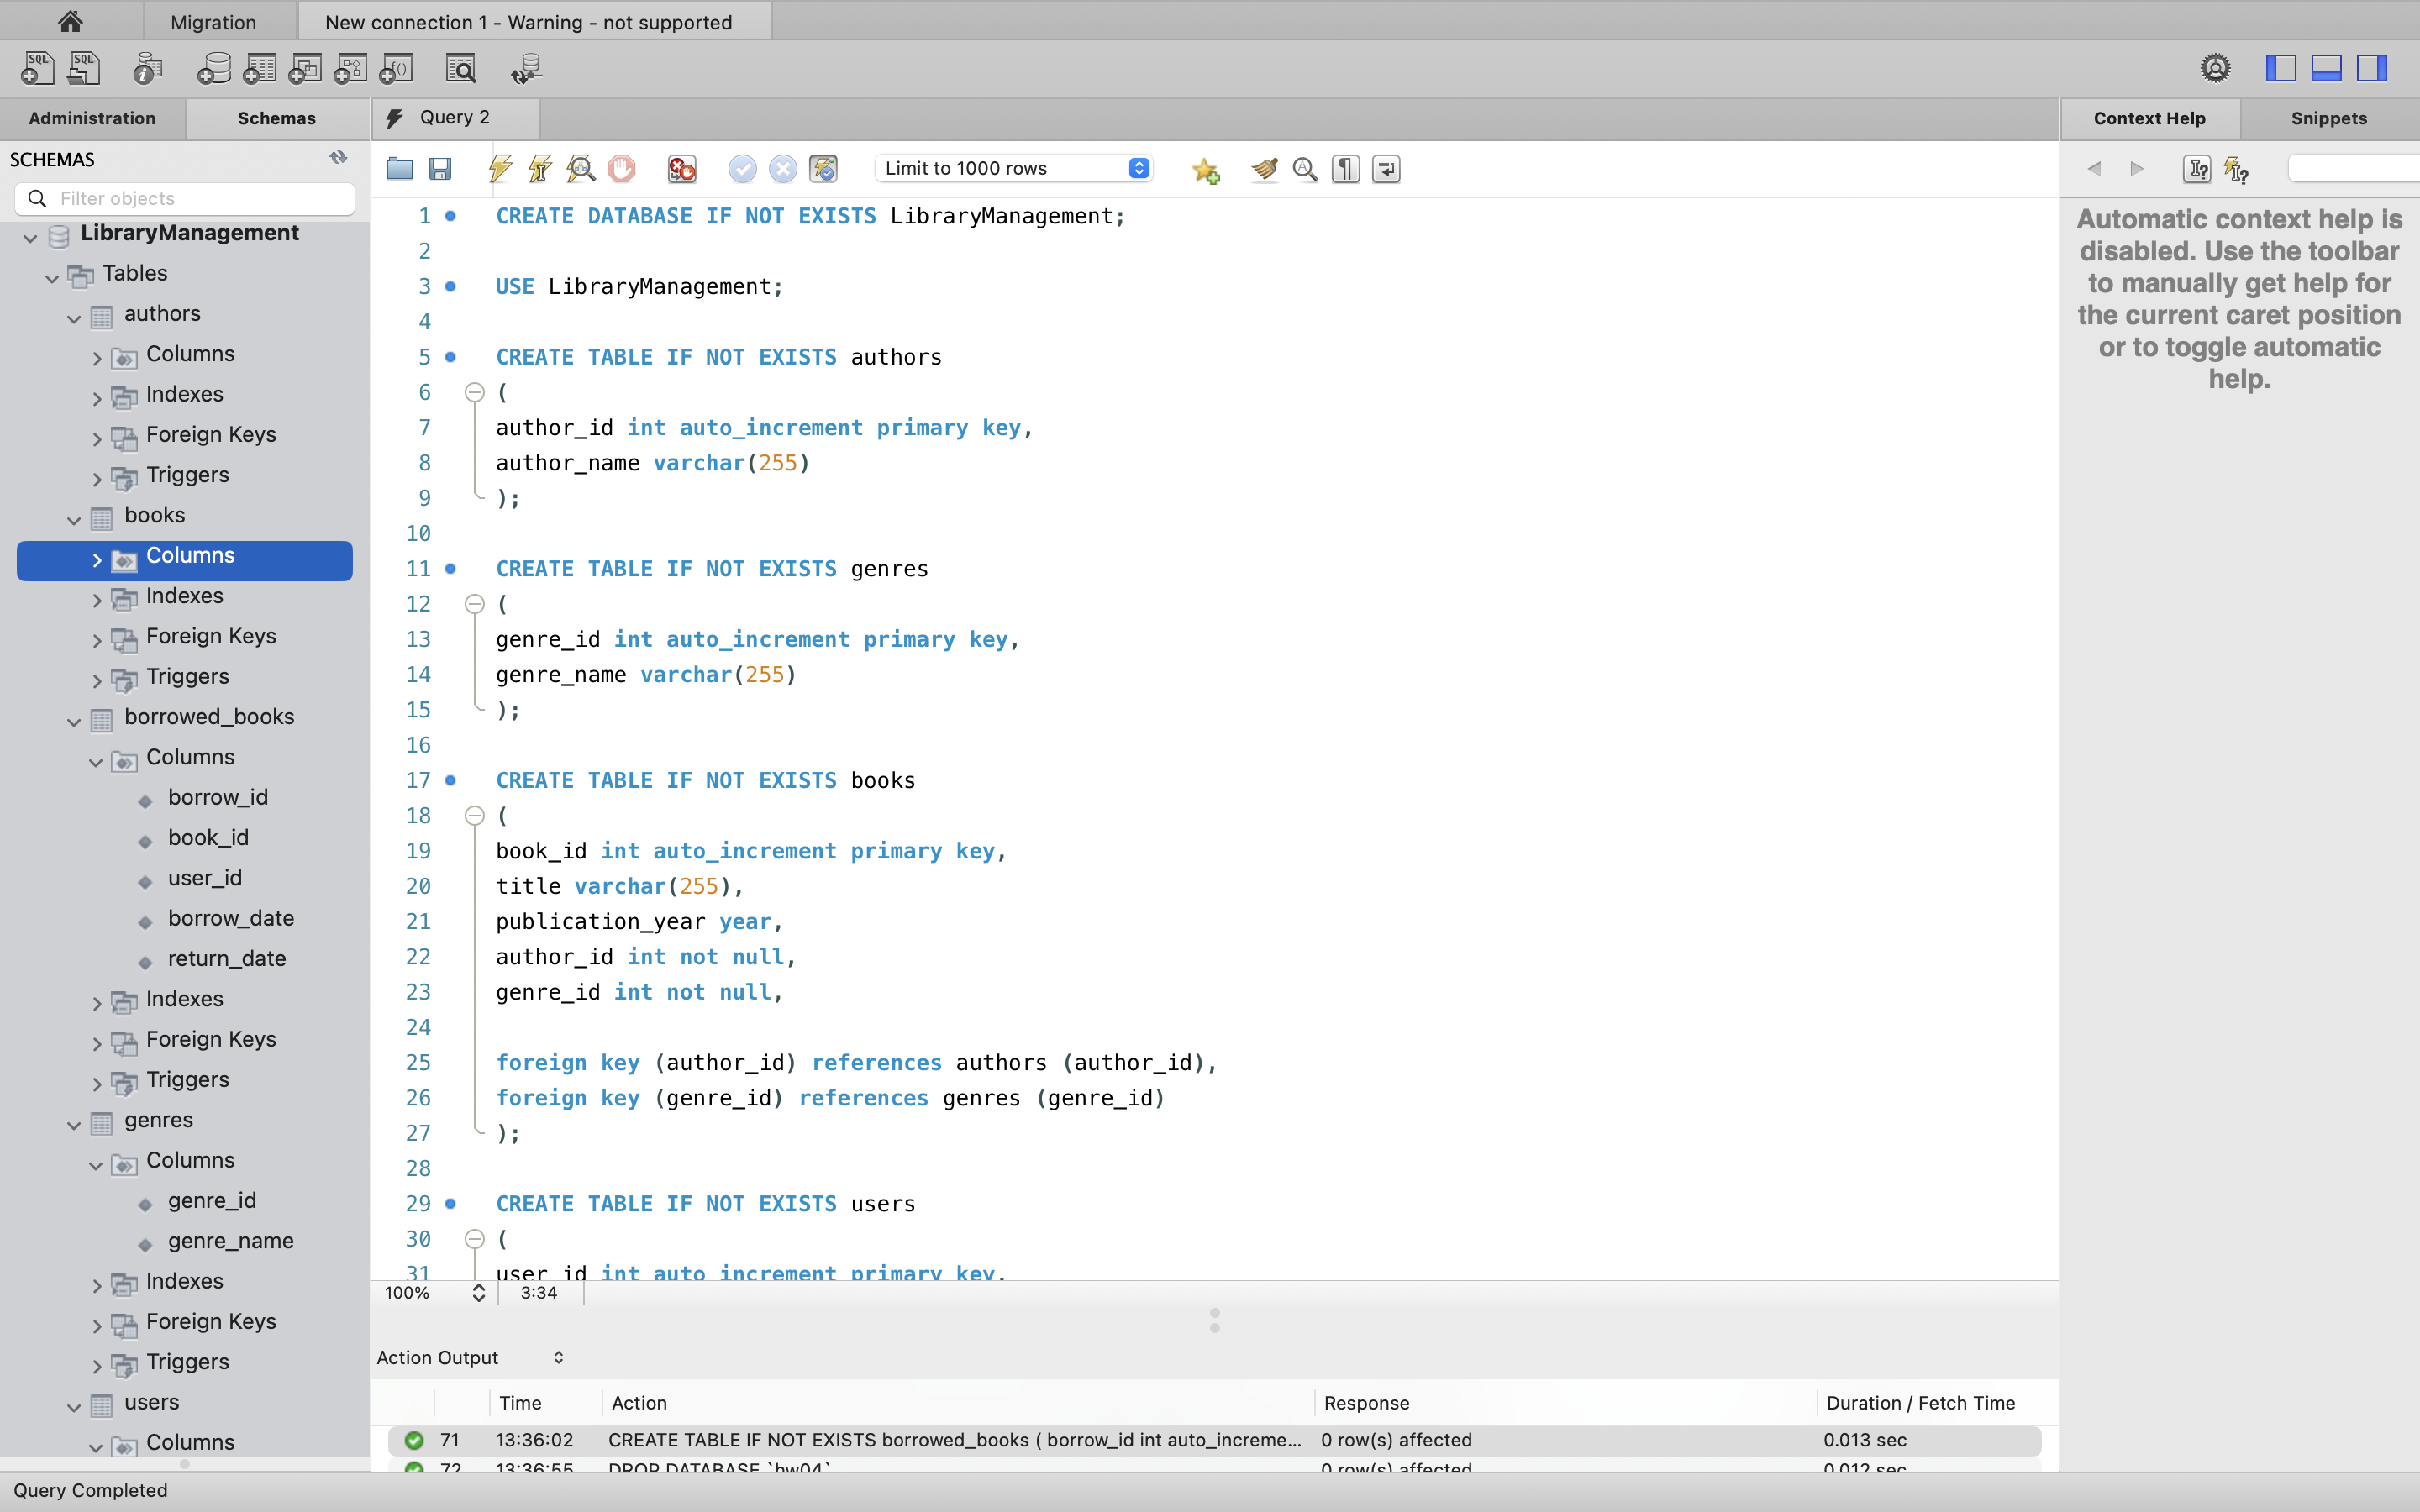 Migration
New connection 1 - Warning - not supported
Administration
Schemas
Query 2
Context Help
Snippets
SCHEMAS
Filter objects
Limit to 1000 rows
LibraryManagement
Tables
authors
Columns
Indexes
Foreign Keys
Triggers
books
Columns
Indexes
Foreign Keys
Triggers
borrowed_books
Columns
borrow_id
book_id
user_id
borrow_date
return_date
Indexes
Foreign Keys
Triggers
genres
Columns
genre_id
genre_name
Indexes
Foreign Keys
Triggers
users
Columns
1 CREATE DATABASE IF NOT EXISTS LibraryManagement;
2
3 USE LibraryManagement;
4
5 CREATE TABLE IF NOT EXISTS authors
6 (
7 author_id int auto_increment primary key,
8 author_name varchar(255)
9 );
10
11 CREATE TABLE IF NOT EXISTS genres
12 (
13 genre_id int auto_increment primary key,
14 genre_name varchar(255)
15 );
16
17 CREATE TABLE IF NOT EXISTS books
18 (
19 book_id int auto_increment primary key,
20 title varchar(255),
21 publication_year year,
22 author_id int not null,
23 genre_id int not null,
24
25 foreign key (author_id) references authors (author_id),
26 foreign key (genre_id) references genres (genre_id)
27 );
28
29 CREATE TABLE IF NOT EXISTS users
30 (
31 user_id int auto_increment primary key,
100%
3:34
Automatic context help is
disabled. Use the toolbar
to manually get help for
the current caret position
or to toggle automatic
help.
Action Output
Time Action Response Duration / Fetch Time
71 13:36:02 CREATE TABLE IF NOT EXISTS borrowed_books ( borrow_id int auto_increme... 0 row(s) affected 0.013 sec
72 13:36:55 DROP DATABASE `hw04` 0 row(s) affected 0.012 sec
Query Completed